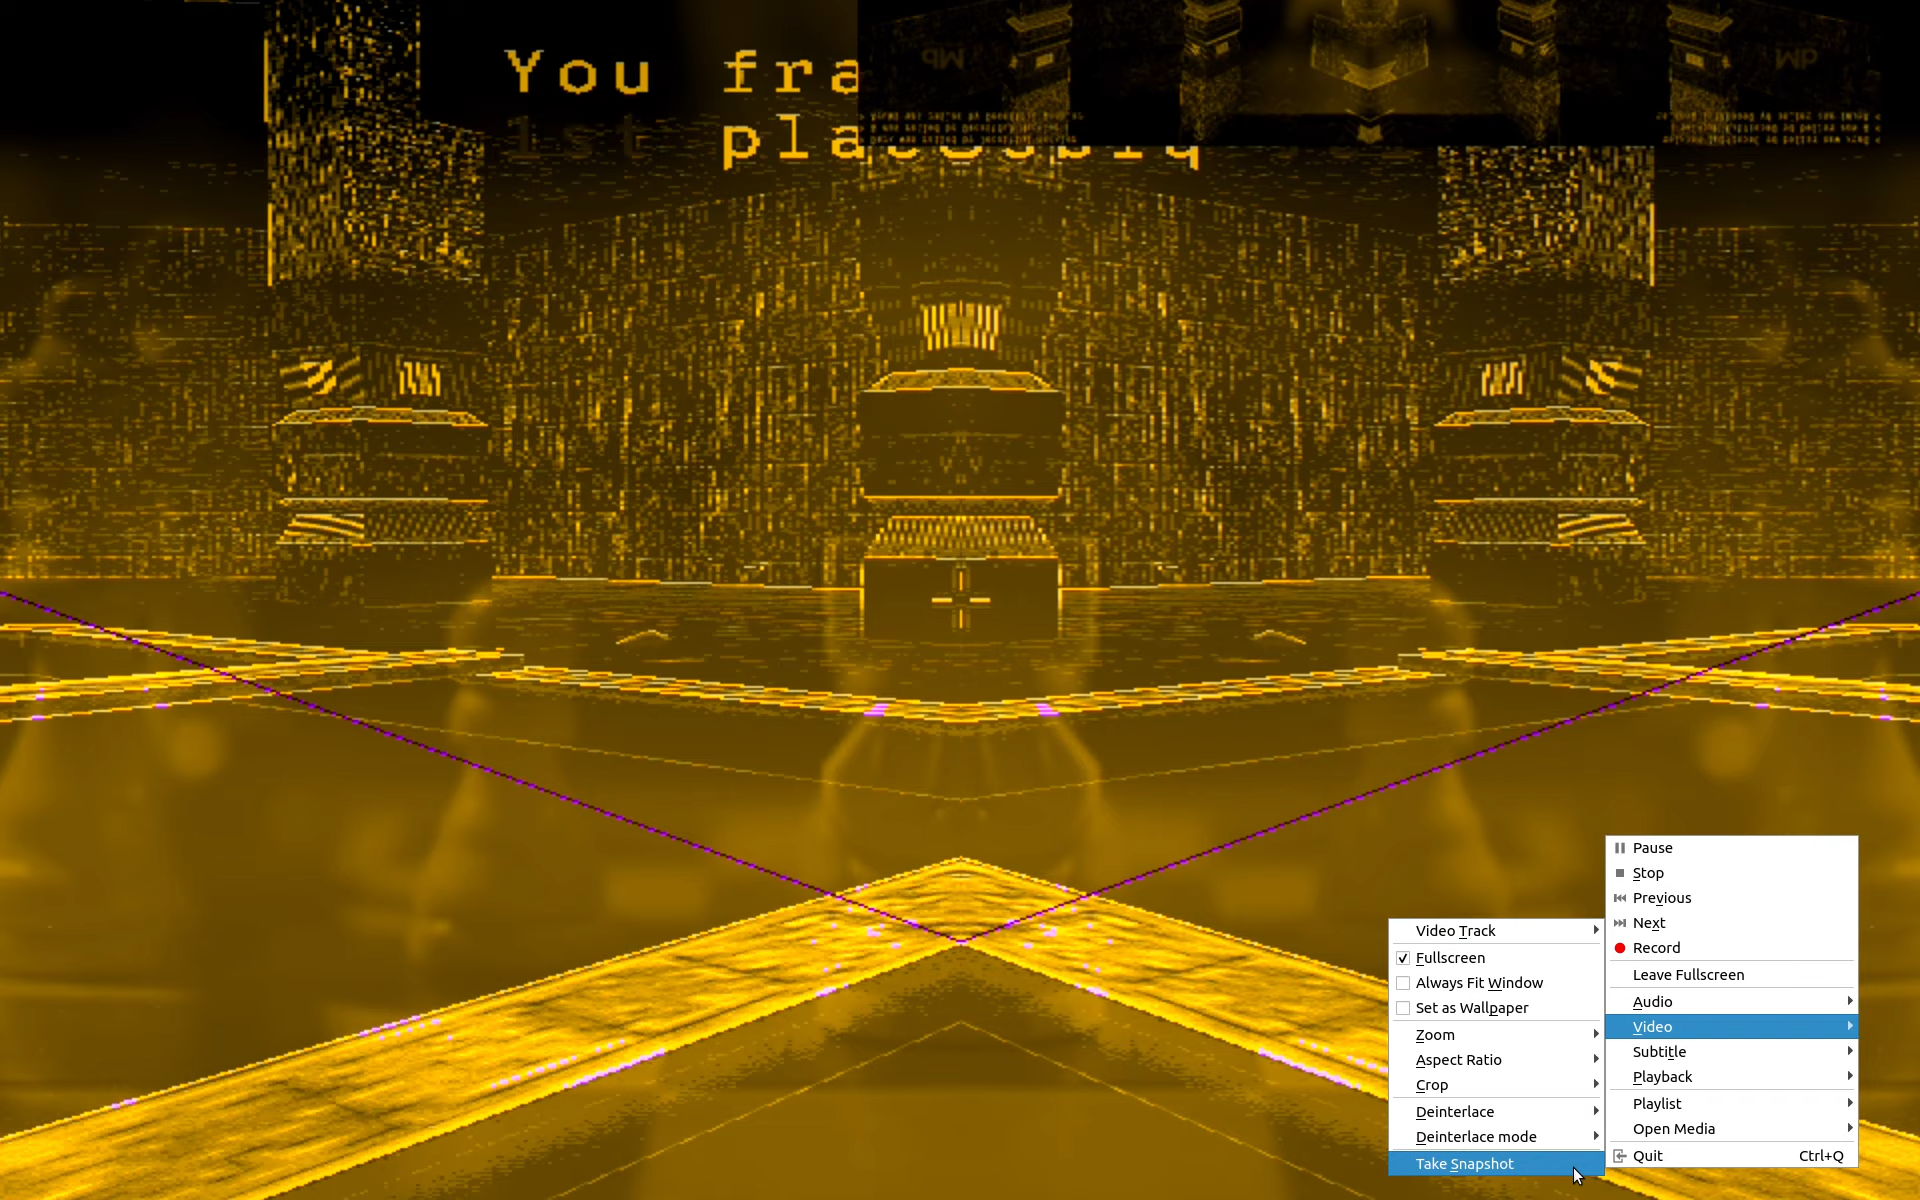 You fra
1st pla
Pause
Stop
Previous
Next
Record
Leave Fullscreen
Audio
Video
Subtitle
Playback
Playlist
Open Media
Quit Ctrl+Q
Video Track
Fullscreen
Always Fit Window
Set as Wallpaper
Zoom
Aspect Ratio
Crop
Deinterlace
Deinterlace mode
Take Snapshot